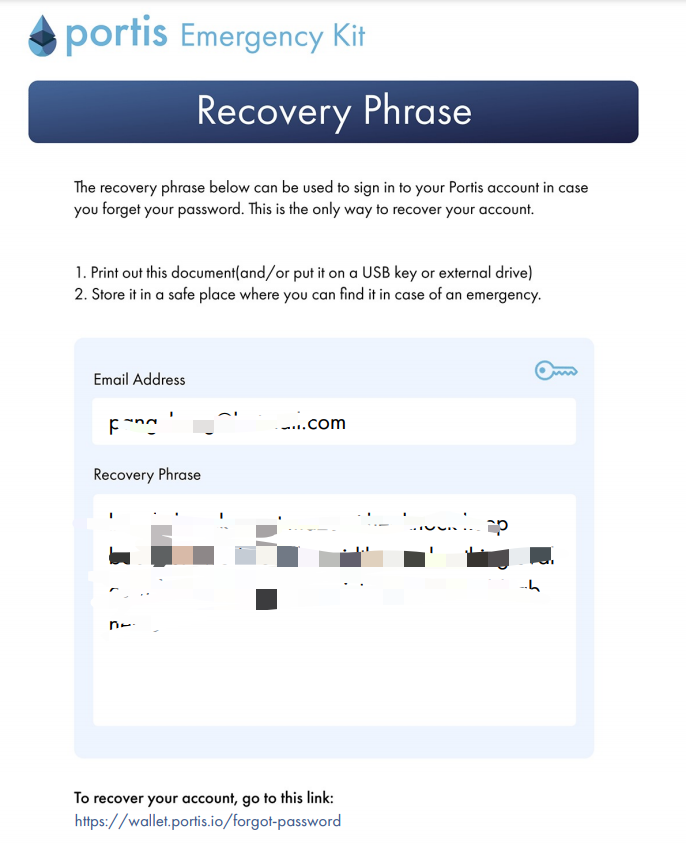 portis Emergency Kit
Recovery Phrase
The recovery phrase below can be used to sign in to your Portis account in case
you forget your password. This is the only way to recover your account.
1. Print out this document(and/or put it on a USB key or external drive)
2. Store it in a safe place where you can find it in case of an emergency.
Email Address
Recovery Phrase
To recover your account, go to this link:
https://wallet.portis.io/forgot-password